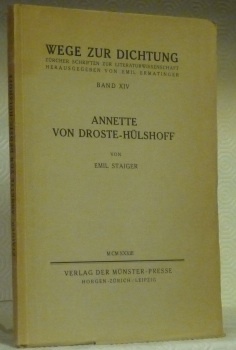 WEGE ZUR DICHTUNG
ZÜRCHER SCHRIFTEN ZUR LITERATURWISSENSCHAFT
HERAUSGEGEBEN VON EMIL ERMATINGER
BAND XIV
ANNETTE
VON DROSTE-HÜLSHOFF
VON
EMIL STAIGER
MCMXXXIII
VERLAG DER MÜNSTER-PRESSE
HORGEN-ZÜRICH / LEIPZIG